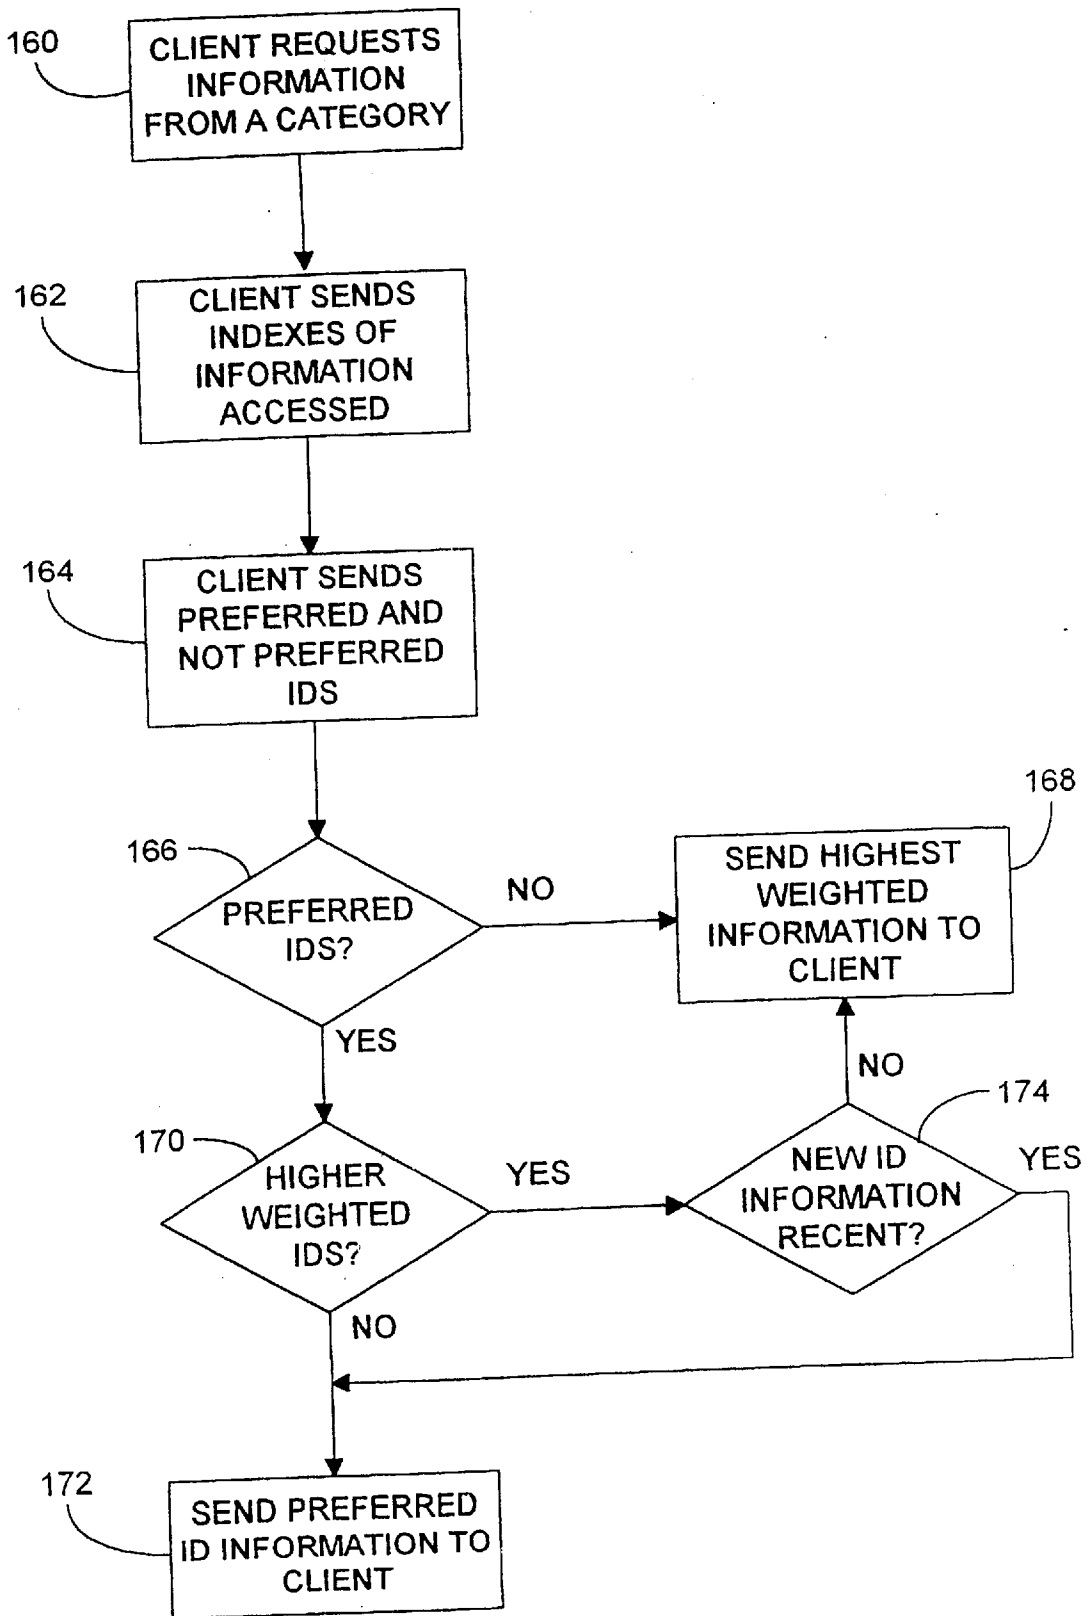 160
CLIENT REQUESTS
INFORMATION
FROM A CATEGORY
162
CLIENT SENDS
INDEXES OF
INFORMATION
ACCESSED
164
CLIENT SENDS
PREFERRED AND
NOT PREFERRED
IDS
166
PREFERRED
IDS?
NO
YES
168
SEND HIGHEST
WEIGHTED
INFORMATION TO
CLIENT
170
HIGHER
WEIGHTED
IDS?
YES
NO
174
NEW ID
INFORMATION
RECENT?
NO
YES
172
SEND PREFERRED
ID INFORMATION TO
CLIENT